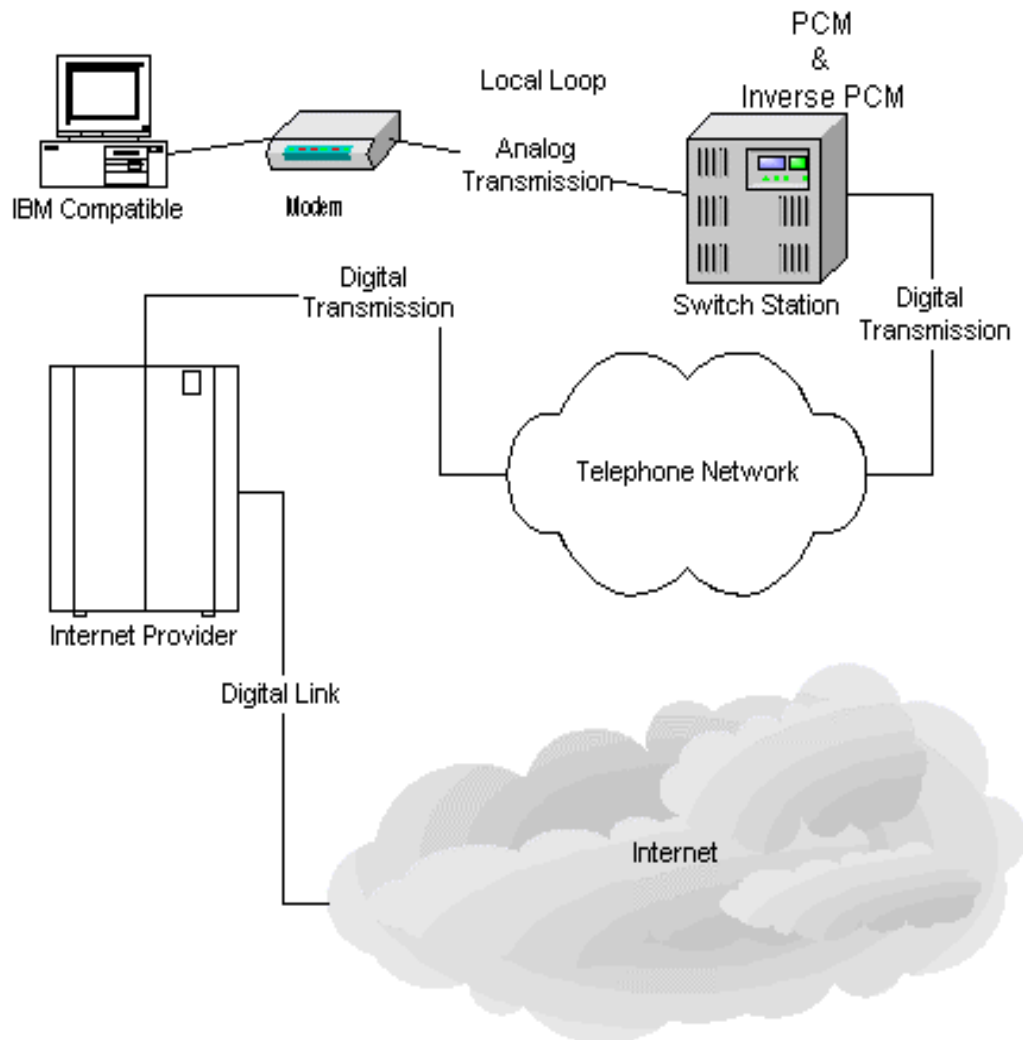 PCM
&
Inverse PCM
Local Loop
Analog
Transmission
IBM Compatible
Modem
Switch Station
Digital
Transmission
Digital
Transmission
Telephone Network
Internet Provider
Digital Link
Internet